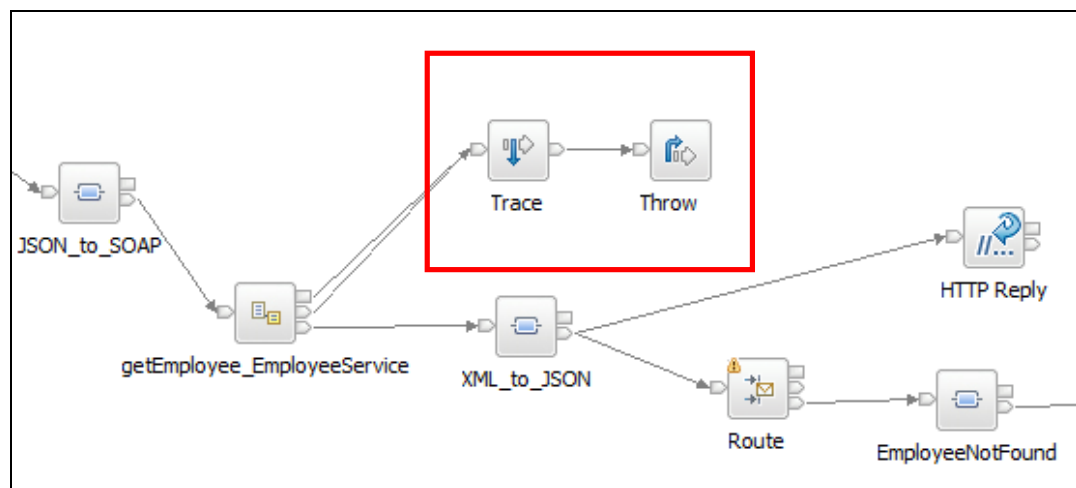 Trace
Throw
JSON_to_SOAP
//...
HTTP Reply
getEmployee_EmployeeService
XML_to_JSON
Route
EmployeeNotFound